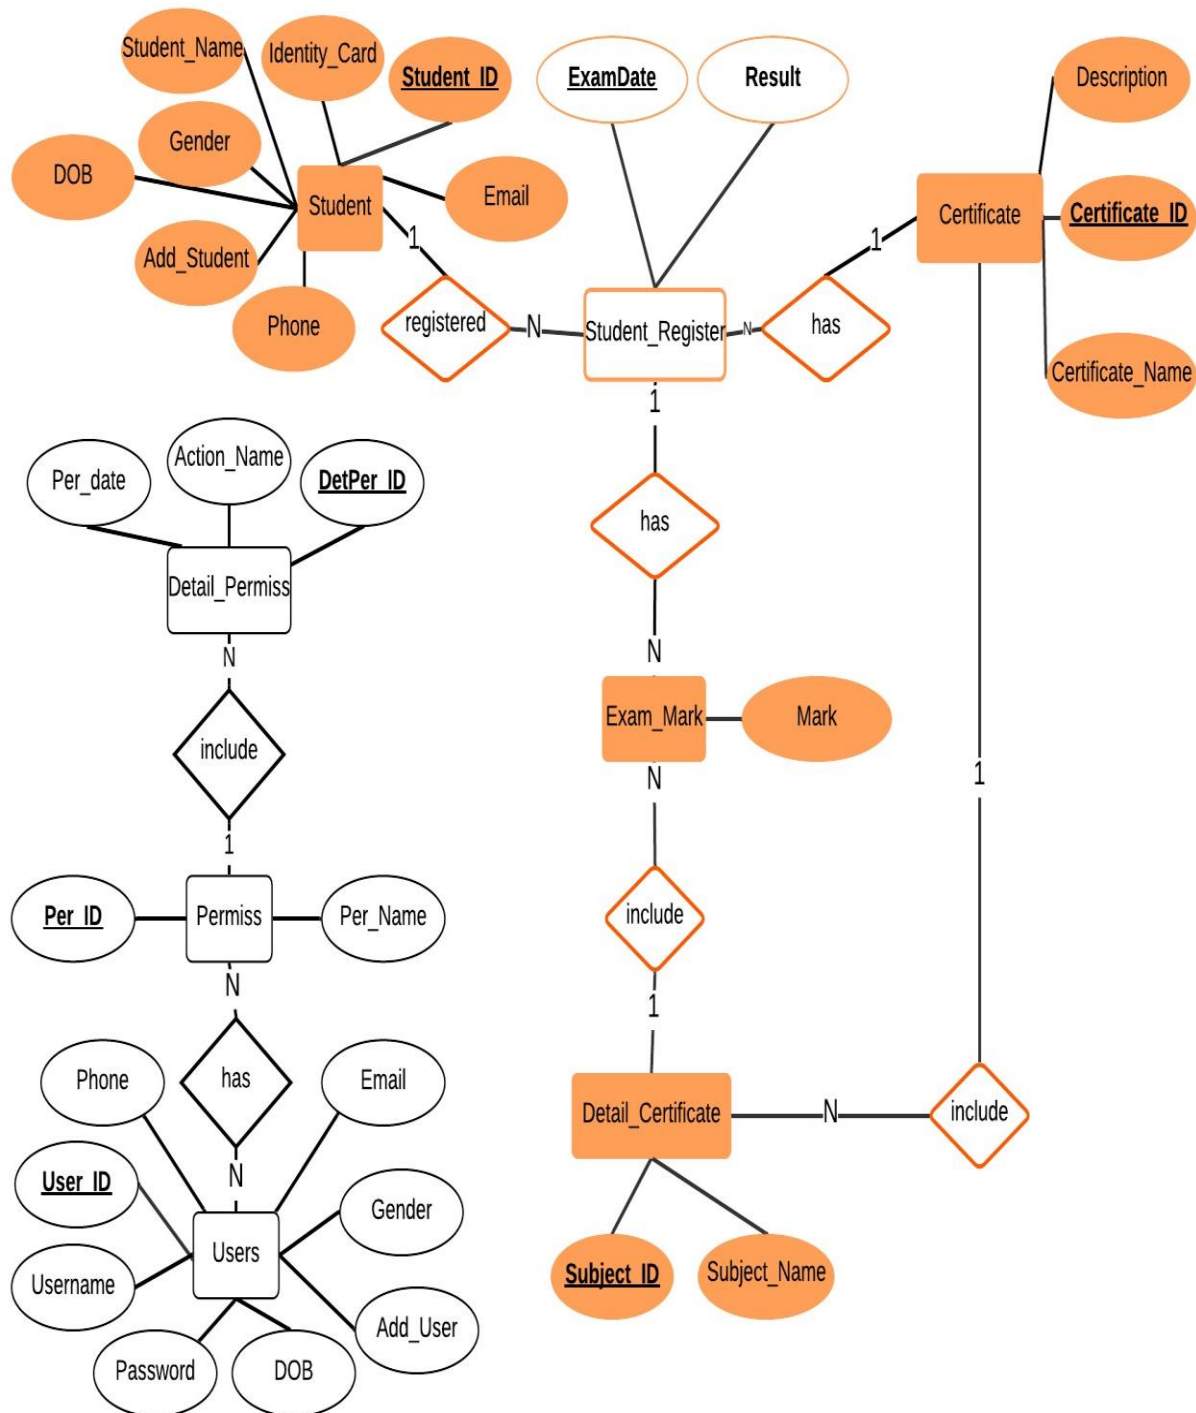 Student_Name
Identity_Card
Student_ID
ExamDate
Result
Description
Gender
DOB
Student
Email
Certificate
Certificate_ID
1
1
Add_Student
Phone
registered
N
Student_Register
N
has
Certificate_Name
1
Per_date
Action_Name
DetPer_ID
has
Detail_Permiss
N
N
Exam_Mark
Mark
include
N
1
1
Per_ID
Permiss
Per_Name
include
N
1
Phone
has
Email
Detail_Certificate
N
include
User_ID
N
Gender
Users
Username
Subject_ID
Subject_Name
Add_User
Password
DOB